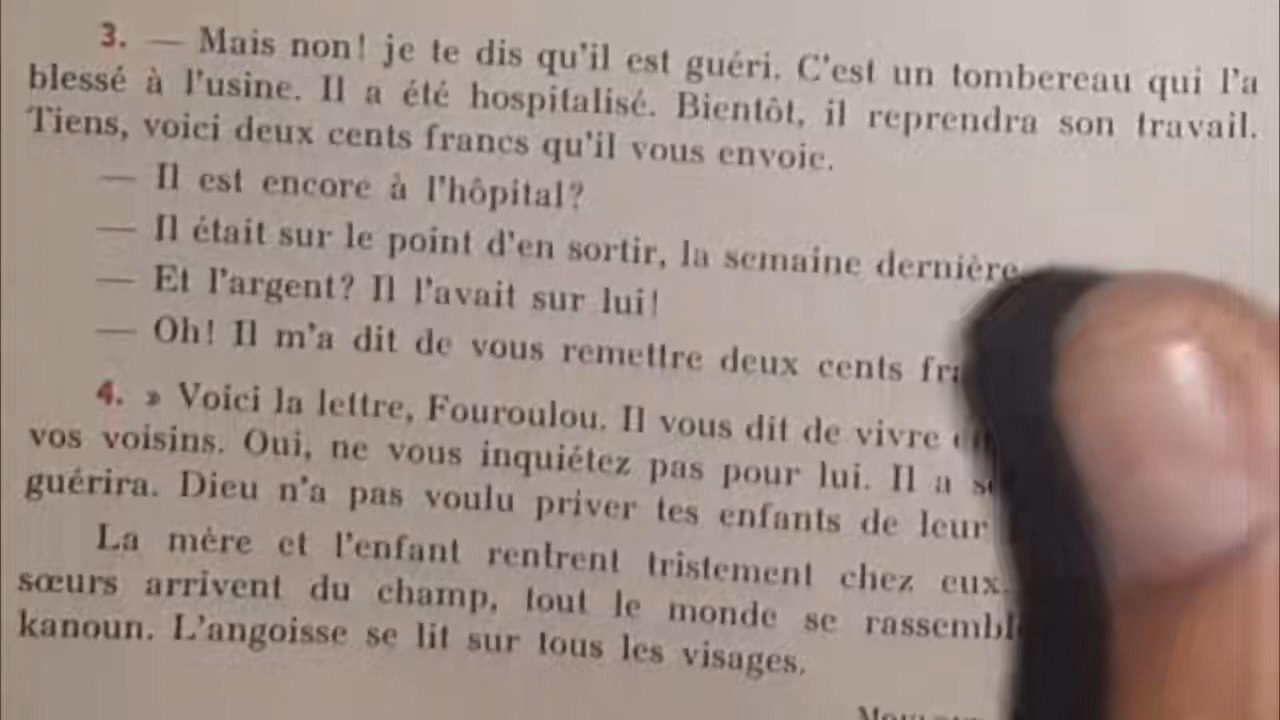 3. — Mais non! je te dis qu'il est guéri. C'est un tombereau qui l'a
blessé à l'usine. Il a été hospitalisé. Bientôt, il reprendra son travail.
Tiens, voici deux cents francs qu'il vous envoie.
— Il est encore à l'hôpital?
— Il était sur le point d'en sortir, la semaine dernière
— Et l'argent? Il l'avait sur lui!
— Oh! Il m'a dit de vous remettre deux cents
4. » Voici la lettre, Fouroulou. Il vous dit de vivre
vos voisins. Oui, ne vous inquiétez pas pour lui. Il a
guérira. Dieu n'a pas voulu priver tes enfants de leur
La mère et l'enfant rentrent tristement chez eux.
sœurs arrivent du champ, tout le monde se
kanoun. L'angoisse se lit sur tous les visages.